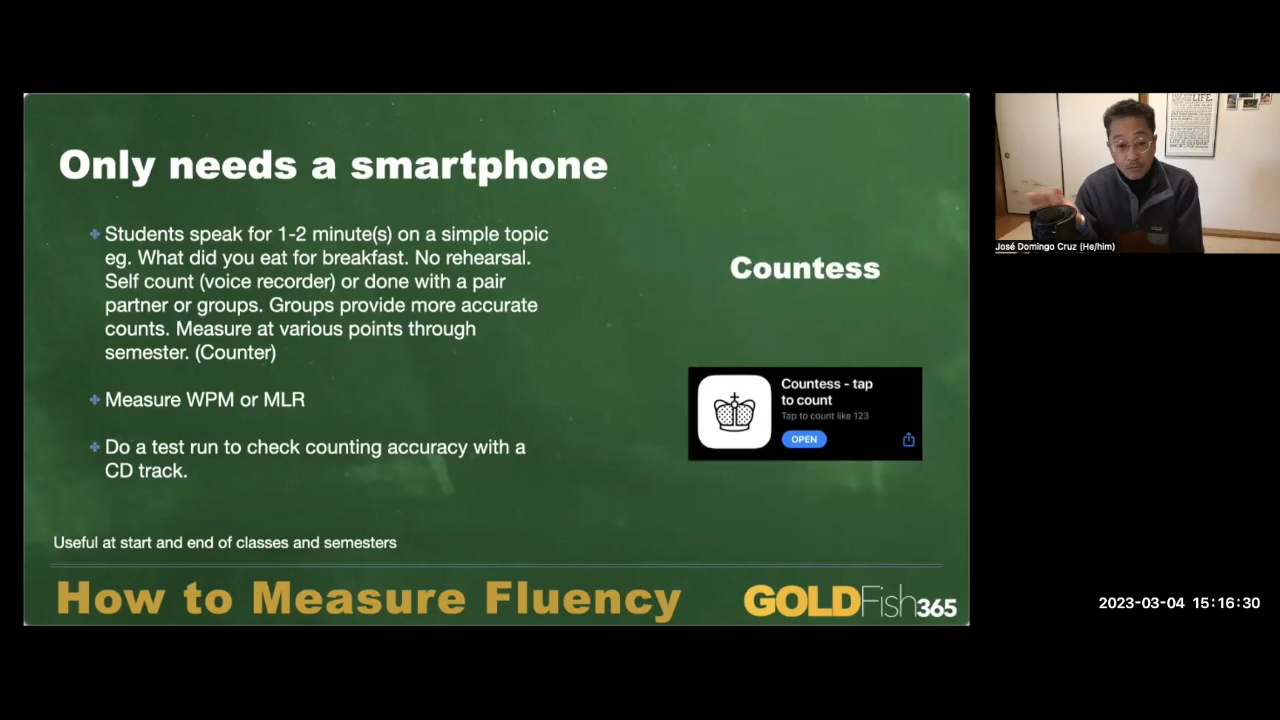 Only needs a smartphone
Students speak for 1-2 minute(s) on a simple topic
eg. What did you eat for breakfast. No rehearsal.
Self count (voice recorder) or done with a pair
partner or groups. Groups provide more accurate
counts. Measure at various points through
semester. (Counter)
Measure WPM or MLR
Do a test run to check counting accuracy with a
CD track.
Countess
Countess - tap
to count
Tap to count like 123
OPEN
Useful at start and end of classes and semesters
How to Measure Fluency
GOLDFish365
LIFE.
José Domingo Cruz (He/him)
2023-03-04 15:16:30